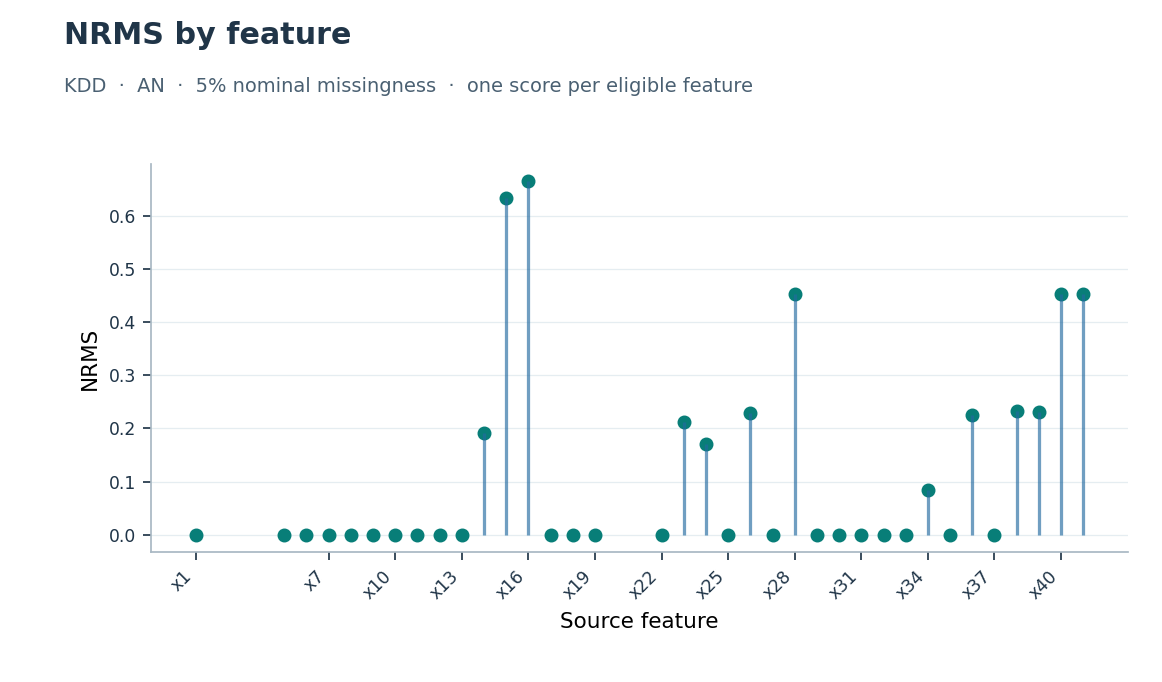 NRMS by feature
KDD · AN · 5% nominal missingness · one score per eligible feature
NRMS
0.6
0.5
0.4
0.3
0.2
0.1
0.0
x1 x7 x10 x13 x16 x19 x22 x25 x28 x31 x34 x37 x40
Source feature